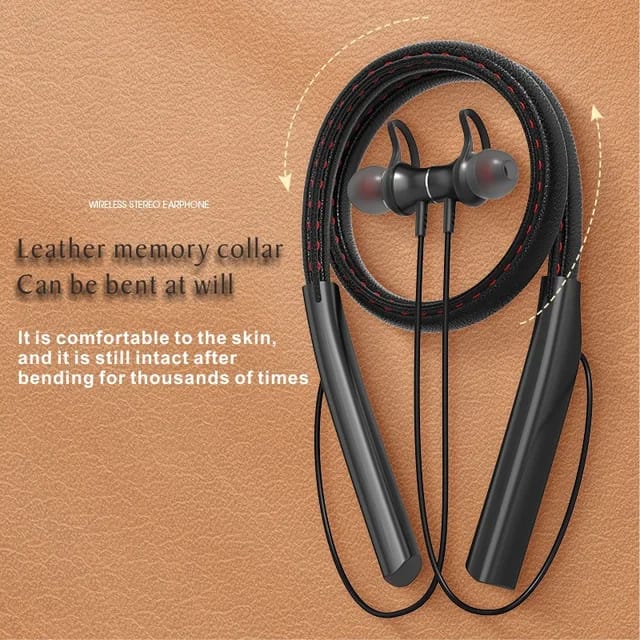 WIRELESS STEREO EARPHONE
Leather memory collar
Can be bent at will
It is comfortable to the skin,
and it is still intact after
bending for thousands of times